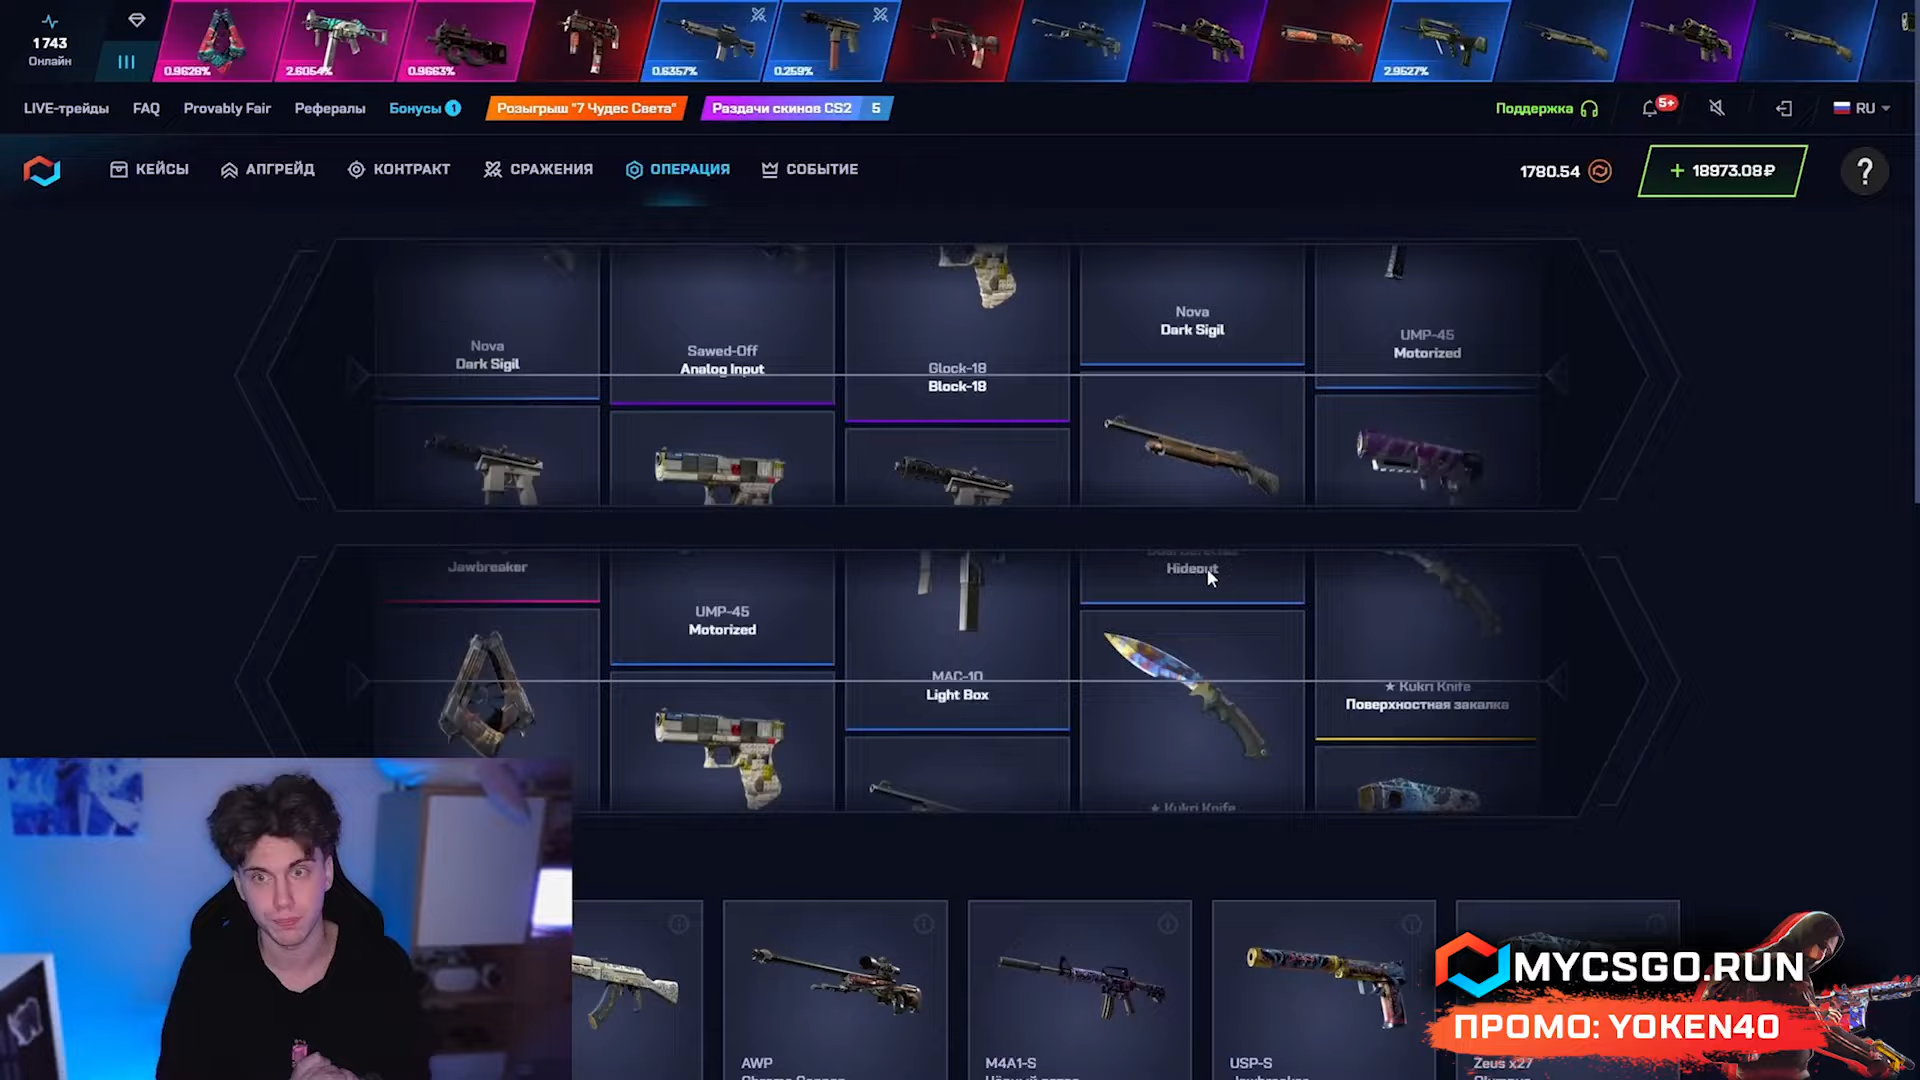 1 743
Онлайн
0.9628%
2.6054%
0.9663%
0.6357%
0.259%
2.9527%
LIVE-трейды
FAQ
Provably Fair
Рефералы
Бонусы 1
Розыгрыш "7 Чудес Света"
Раздачи скинов CS2 5
Поддержка
5+
RU
КЕЙСЫ
АПГРЕЙД
КОНТРАКТ
СРАЖЕНИЯ
ОПЕРАЦИЯ
СОБЫТИЕ
1780.54
+ 18973.08₽
?
Nova
Dark Sigil
Sawed-Off
Analog Input
Glock-18
Block-18
Nova
Dark Sigil
UMP-45
Motorized
Jawbreaker
UMP-45
Motorized
MAC-10
Light Box
Hideout
★ Kukri Knife
★ Kukri Knife
Поверхностная закалка
AWP
M4A1-S
USP-S
Zeus x27
MYCSGO.RUN
ПРОМО: YOKEN40